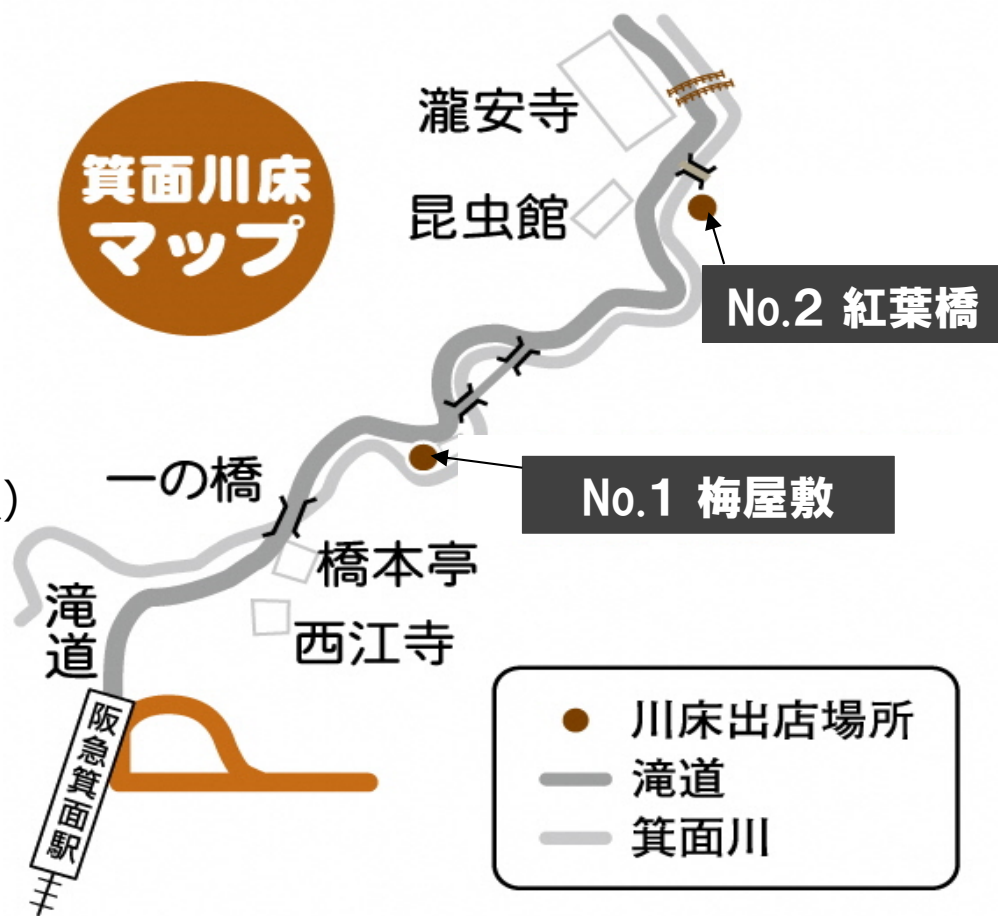 箕面川床
マップ
瀧安寺
昆虫館
No.2 紅葉橋
No.1 梅屋敷
一の橋
)
橋本亭
西江寺
滝道
阪急箕面駅
川床出店場所
滝道
箕面川